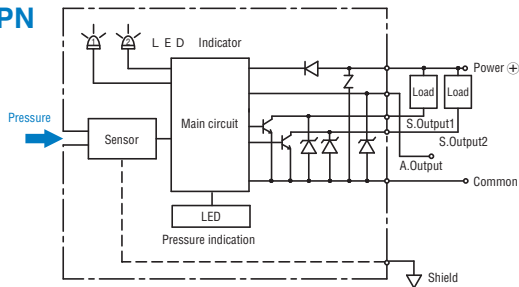 PN
1
2
L E D Indicator
Power ⊕
Load
Load
Pressure
Main circuit
S.Output1
Sensor
S.Output2
A.Output
Common
LED
Pressure indication
Shield